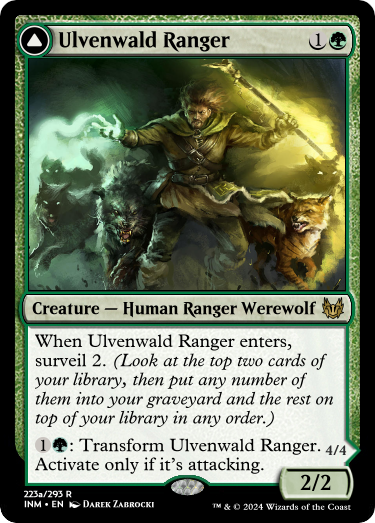 Ulvenwald Ranger 1
Creature — Human Ranger Werewolf
When Ulvenwald Ranger enters,
surveil 2. (Look at the top two cards of
your library, then put any number of
them into your graveyard and the rest on
top of your library in any order.)
1 : Transform Ulvenwald Ranger.
Activate only if it's attacking.
4/4
2/2
223a/293 R
INM • EN Darek Zabrocki
™ & © 2024 Wizards of the Coast